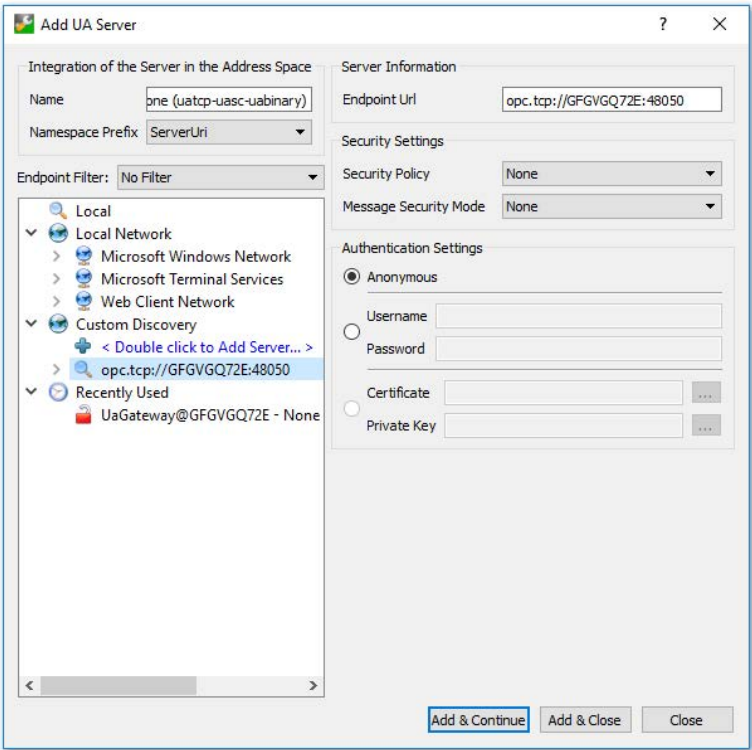 Add UA Server
?
Integration of the Server in the Address Space
Name
one (uatcp-uasc-uabinary)
Namespace Prefix
ServerUri
Endpoint Filter:
No Filter
Local
Local Network
Microsoft Windows Network
Microsoft Terminal Services
Web Client Network
Custom Discovery
< Double click to Add Server... >
opc.tcp://GFGVGQ72E:48050
Recently Used
UaGateway@GFGVGQ72E - None
Server Information
Endpoint Url
opc.tcp://GFGVGQ72E:48050
Security Settings
Security Policy
None
Message Security Mode
None
Authentication Settings
Anonymous
Username
Password
Certificate
...
Private Key
...
Add & Continue
Add & Close
Close